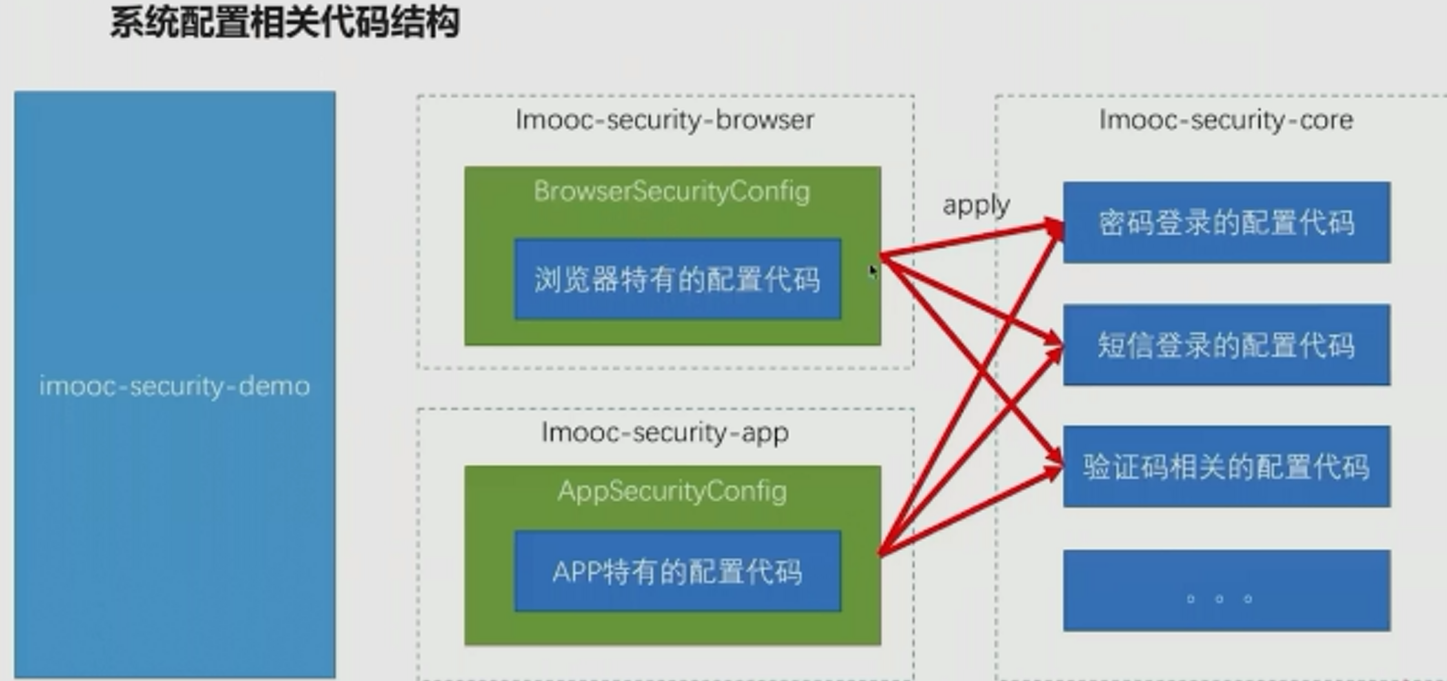 系统配置相关代码结构
imooc-security-demo
Imooc-security-browser
BrowserSecurityConfig
浏览器特有的配置代码
Imooc-security-app
AppSecurityConfig
APP特有的配置代码
apply
Imooc-security-core
密码登录的配置代码
短信登录的配置代码
验证码相关的配置代码
。。。